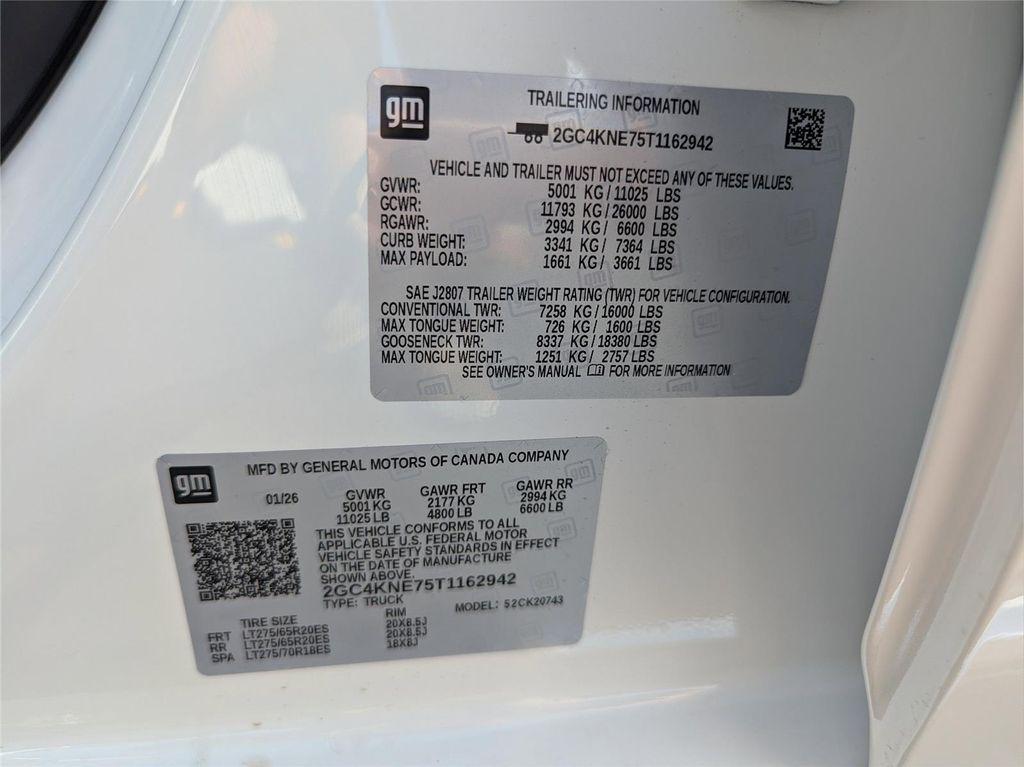 gm
TRAILERING INFORMATION
2GC4KNE75T1162942
VEHICLE AND TRAILER MUST NOT EXCEED ANY OF THESE VALUES.
GVWR: 5001 KG/ 11025 LBS
GCWR: 11793 KG/ 26000 LBS
RGAWR: 2994 KG/ 6600 LBS
CURB WEIGHT: 3341 KG/ 7364 LBS
MAX PAYLOAD: 1661 KG/ 3661 LBS
SAE J2807 TRAILER WEIGHT RATING (TWR) FOR VEHICLE CONFIGURATION.
CONVENTIONAL TWR: 7258 KG/ 16000 LBS
MAX TONGUE WEIGHT: 726 KG/ 1600 LBS
GOOSENECK TWR: 8337 KG/ 18380 LBS
MAX TONGUE WEIGHT: 1251 KG/ 2757 LBS
SEE OWNER'S MANUAL FOR MORE INFORMATION
gm
MFD BY GENERAL MOTORS OF CANADA COMPANY
01/26 GVWR GAWR FRT GAWR RR
5001 KG 2177 KG 2994 KG
11025 LB 4800 LB 6600 LB
THIS VEHICLE CONFORMS TO ALL
APPLICABLE U.S. FEDERAL MOTOR
VEHICLE SAFETY STANDARDS IN EFFECT
ON THE DATE OF MANUFACTURE
SHOWN ABOVE.
2GC4KNE75T1162942
TYPE: TRUCK MODEL: 52CK20743
TIRE SIZE RIM
FRT LT275/65R20ES 20X8.5J
RR LT275/65R20ES 20X8.5J
SPA LT275/70R18ES 18X8J